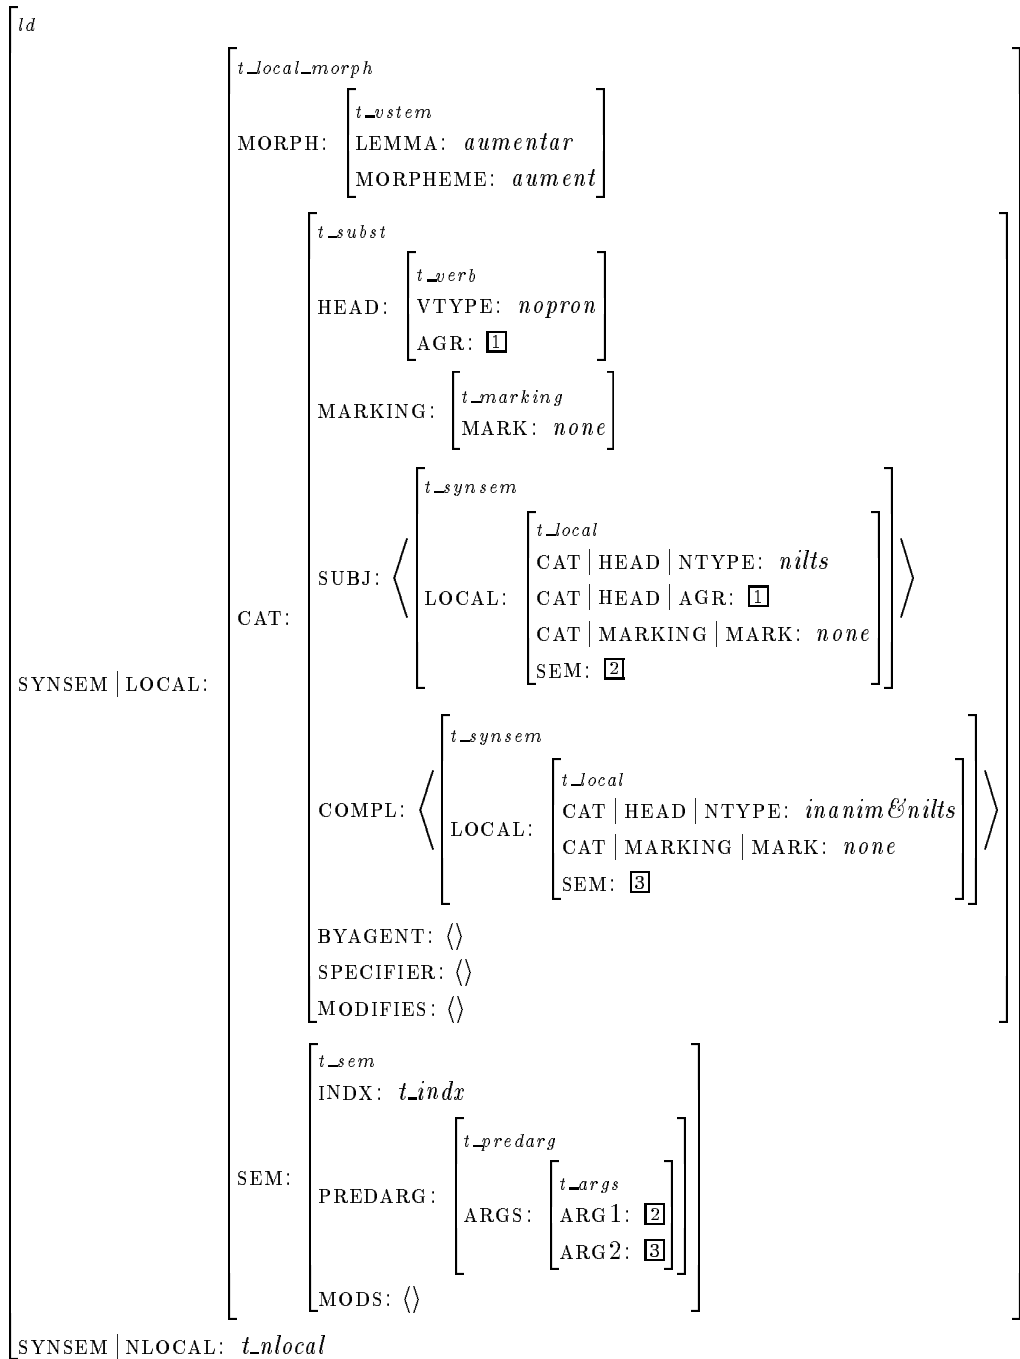 ld
t_local_morph
t_vstem
MORPH:
LEMMA: aumentar
MORPHEME: aument
t_subst
t_verb
HEAD: VTYPE: nopron
AGR: 1
t_marking
MARKING:
MARK: none
t_synsem
t_local
CAT | HEAD | NTYPE: nilts
SUBJ: ⟨ ⟩
LOCAL: CAT | HEAD | AGR: 1
CAT:
CAT | MARKING | MARK: none
SEM: 2
SYNSEM | LOCAL:
t_synsem
t_local
COMPL: ⟨ CAT | HEAD | NTYPE: inanim&nilts ⟩
LOCAL:
CAT | MARKING | MARK: none
SEM: 3
BYAGENT: ⟨⟩
SPECIFIER: ⟨⟩
MODIFIES: ⟨⟩
t_sem
INDX: t_indx
t_predarg
SEM:
t_args
PREDARG:
ARGS: ARG1: 2
ARG2: 3
MODS: ⟨⟩
SYNSEM | NLOCAL: t_nlocal